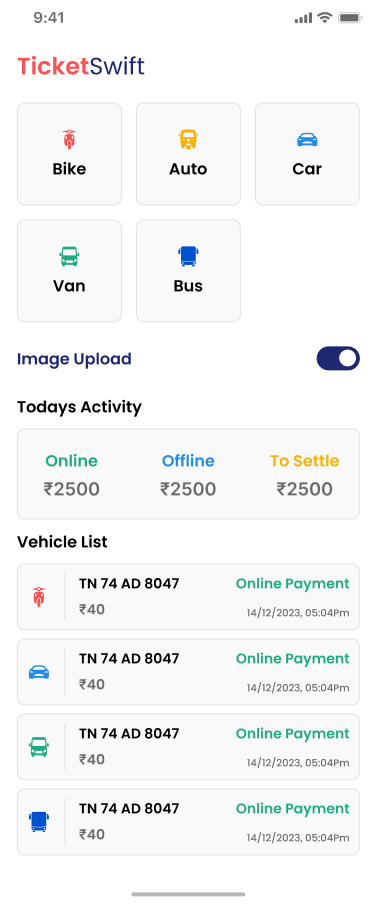 9:41
TicketSwift
Bike Auto Car
Van Bus
Image Upload
Todays Activity
Online Offline To Settle
₹2500 ₹2500 ₹2500
Vehicle List
TN 74 AD 8047 Online Payment
₹40 14/12/2023, 05:04Pm
TN 74 AD 8047 Online Payment
₹40 14/12/2023, 05:04Pm
TN 74 AD 8047 Online Payment
₹40 14/12/2023, 05:04Pm
TN 74 AD 8047 Online Payment
₹40 14/12/2023, 05:04Pm